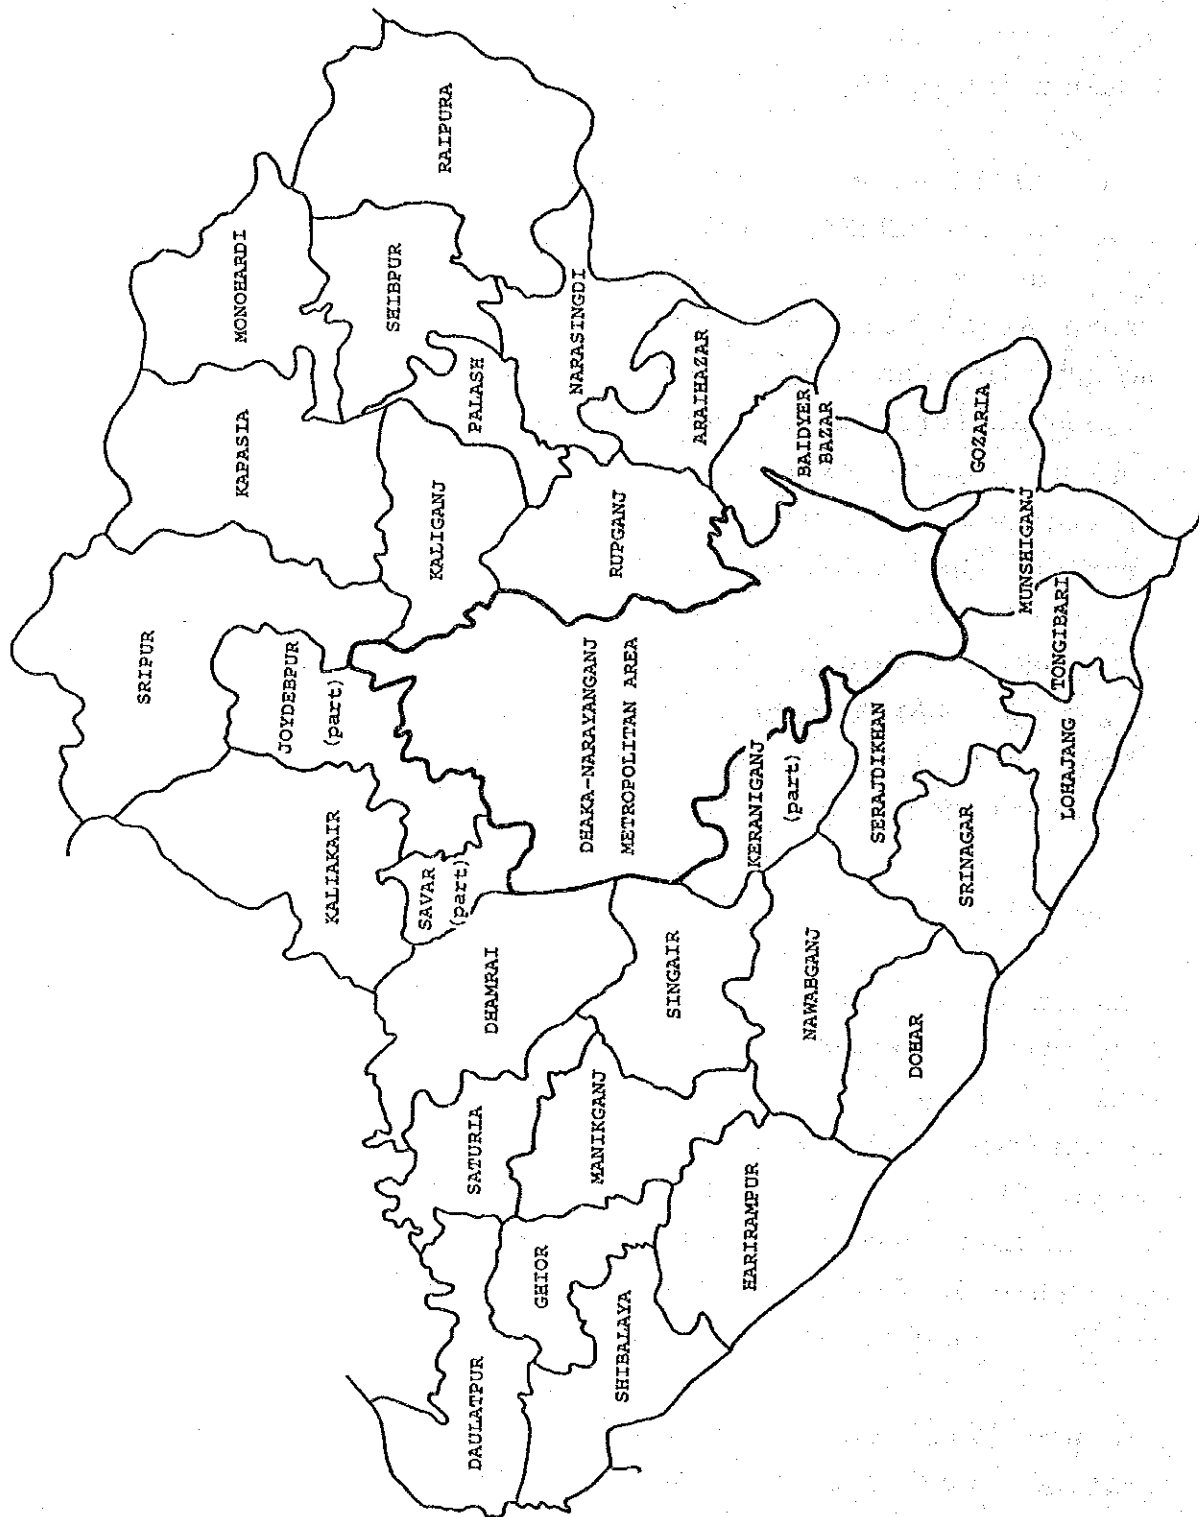 DAULATPUR
SHIBALAYA
GHIOR
SATURIA
HARIRAMPUR
MANIKGANJ
DHAMRAI
SINGAIR
NAWABGANJ
DOHAR
KALIAKAIR
SAVAR
(part)
KERANIGANJ
(part)
SERAJDIKHAN
SRINAGAR
LOHAJANG
SRIPUR
JOYDEBPUR
(part)
DHAKA-NARAYANGANJ
METROPOLITAN AREA
TONGIBARI
MUNSHIGANJ
KAPASIA
KALIGANJ
RUPGANJ
BAIDYER
BAZAR
GOZARIA
MONOHARDI
SHIBPUR
PALASH
NARASINGDI
ARAIHAZAR
RAIPURA